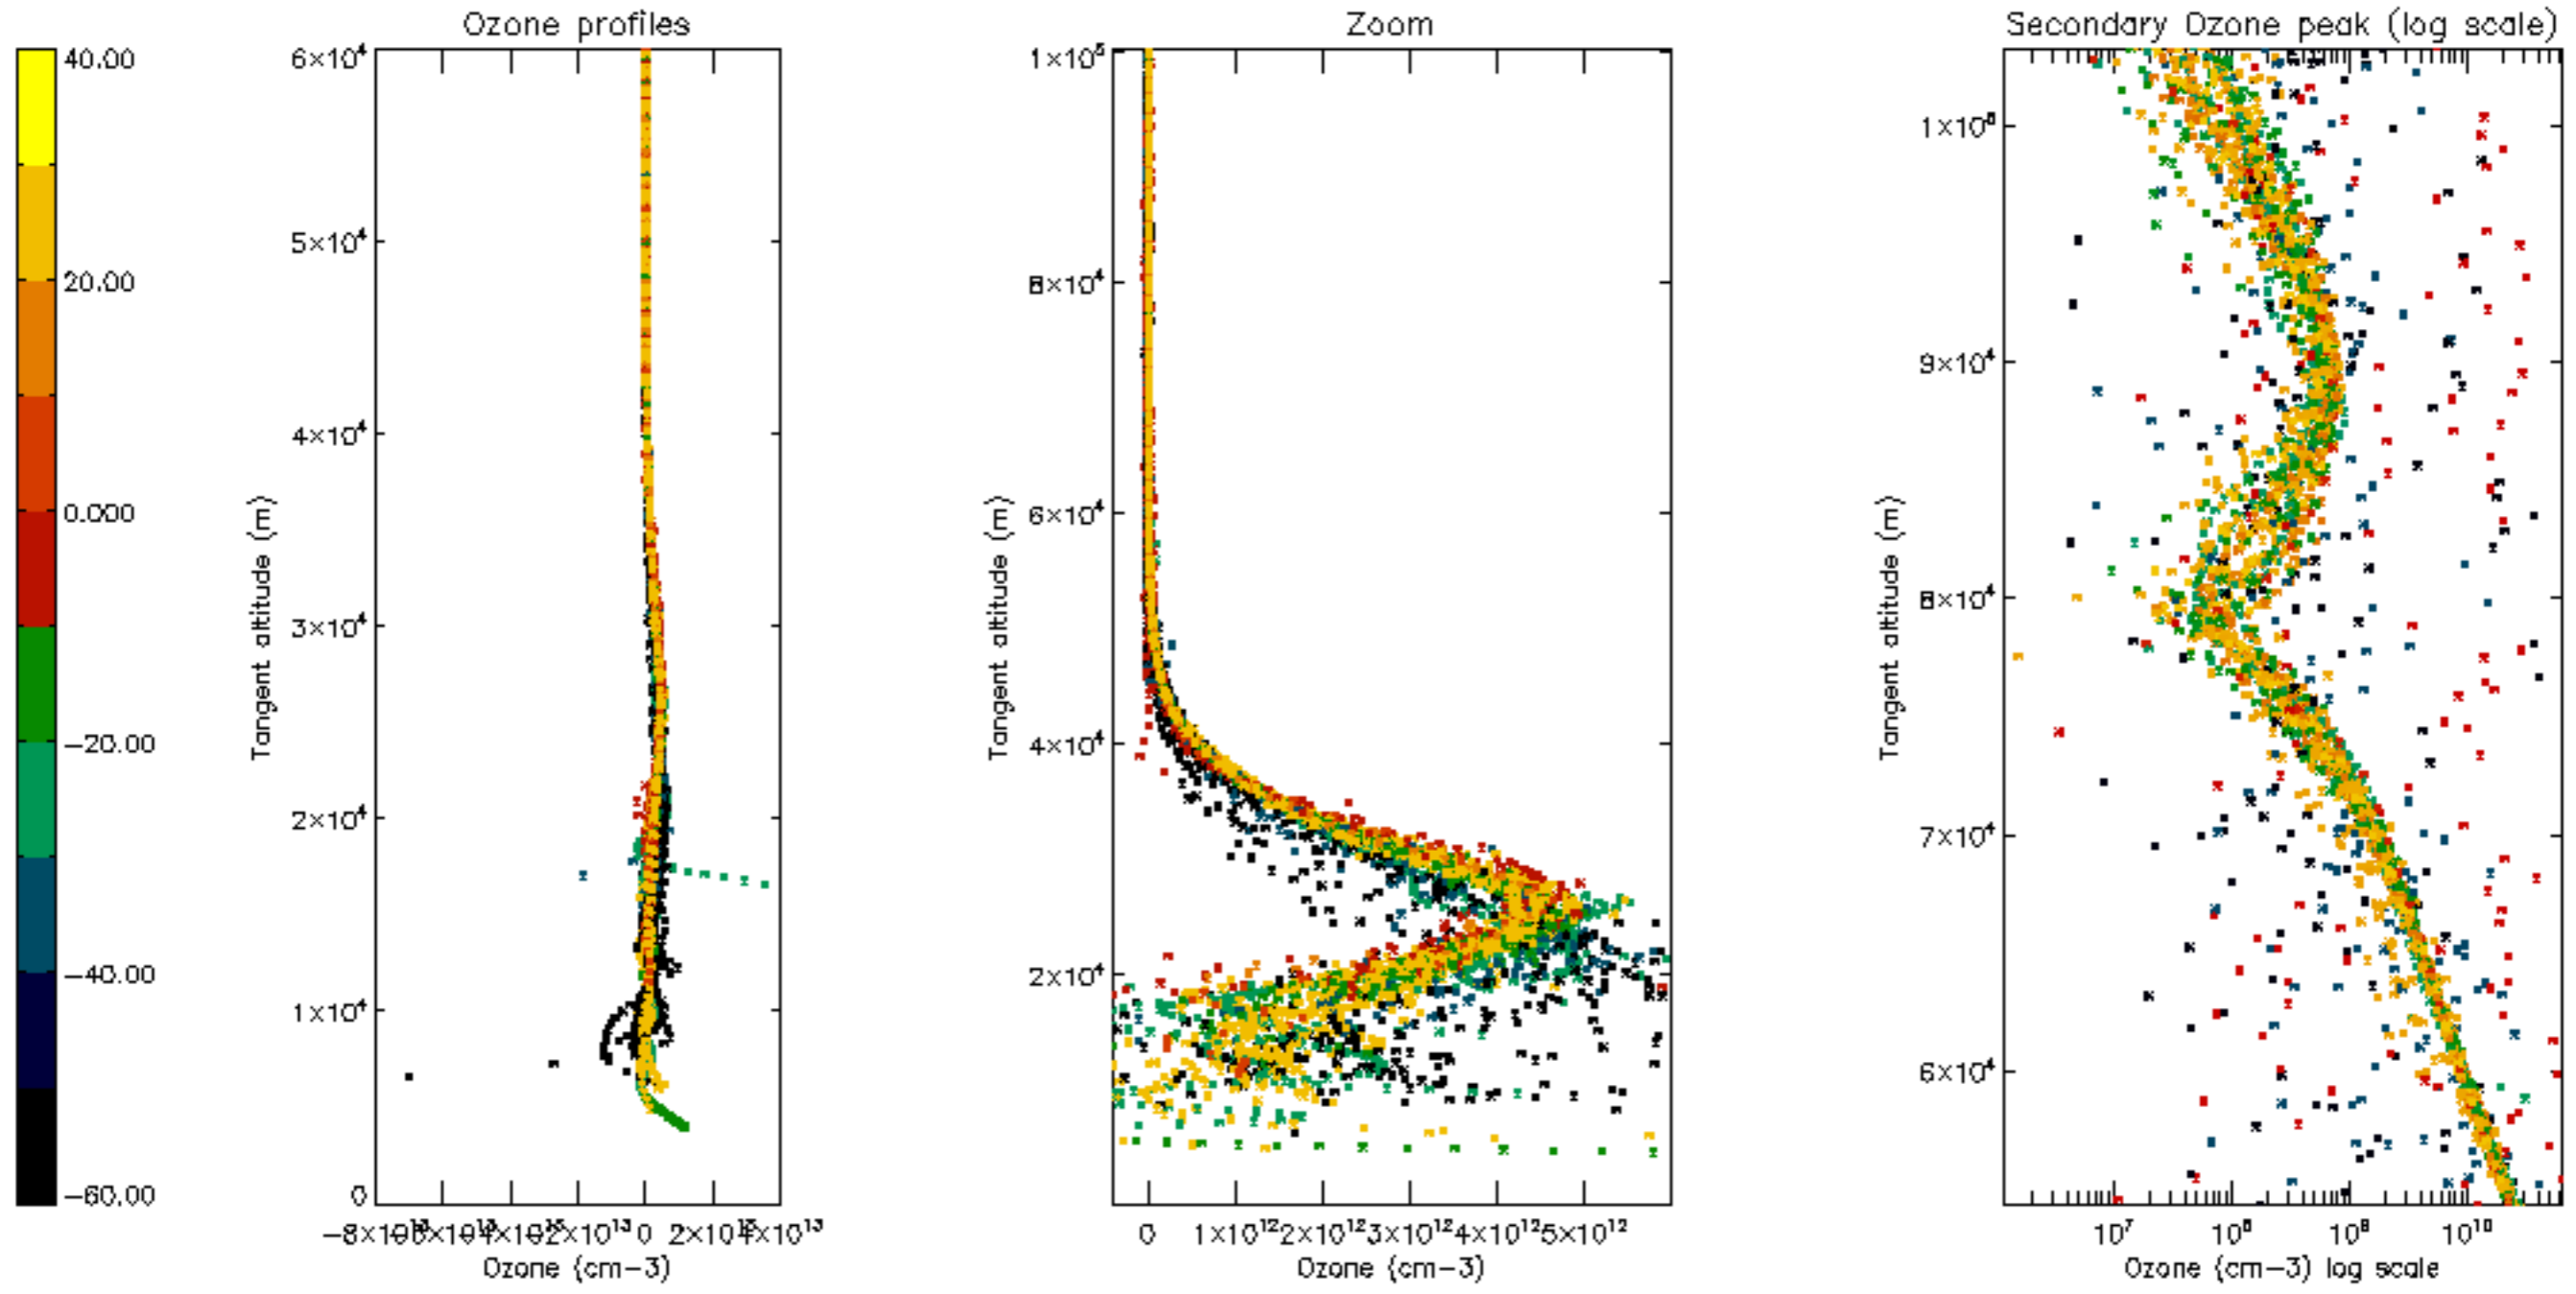 Ozone profiles
Zoom
Secondary Ozone peak (log scale)
40.00
20.00
0.000
−20.00
−40.00
−60.00
6×10⁴
5×10⁴
4×10⁴
3×10⁴
2×10⁴
1×10⁴
0
Tangent altitude (m)
0
Ozone (cm−3)
1×10⁵
8×10⁴
6×10⁴
4×10⁴
2×10⁴
Tangent altitude (m)
0 1×10¹² 2×10¹² 3×10¹² 4×10¹² 5×10¹²
Ozone (cm−3)
1×10⁵
9×10⁴
8×10⁴
7×10⁴
6×10⁴
Tangent altitude (m)
10⁷ 10⁸ 10⁹ 10¹⁰
Ozone (cm−3) log scale